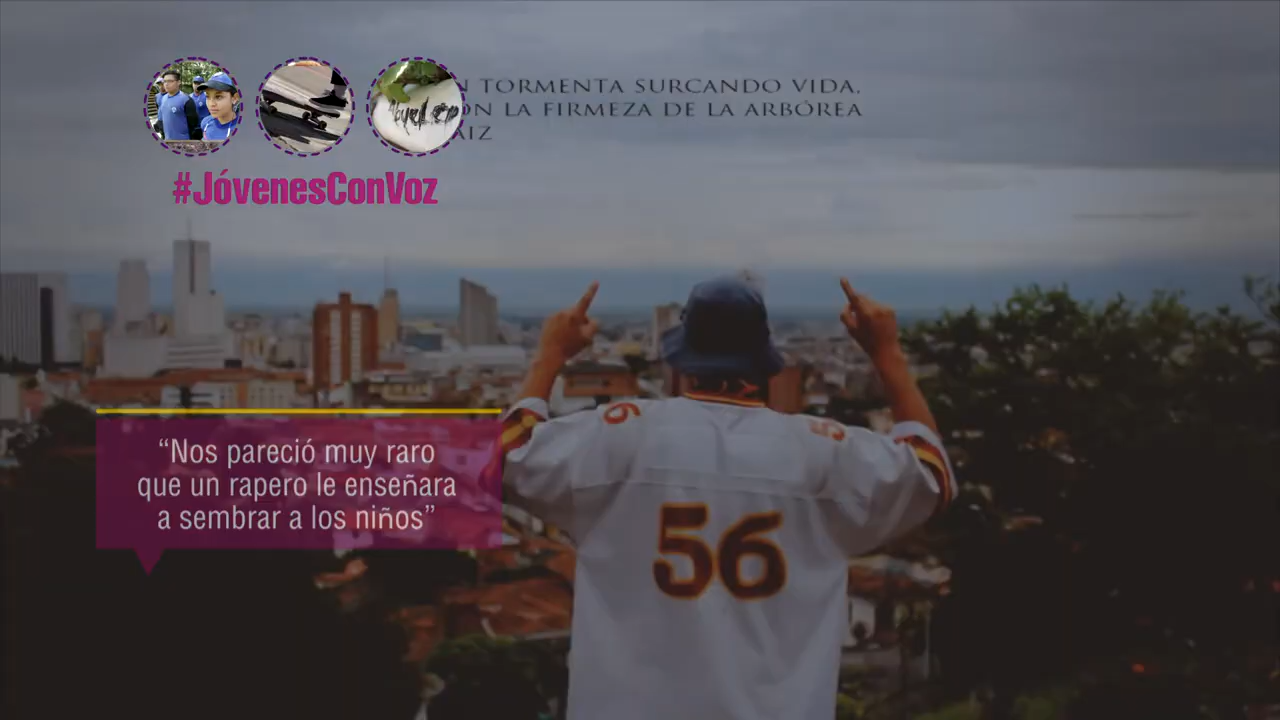 TORMENTA SURCANDO VIDA.
LA FIRMEZA DE LA ARBÓREA
#JóvenesConVoz
“Nos pareció muy raro
que un rapero le enseñara
a sembrar a los niños”
56